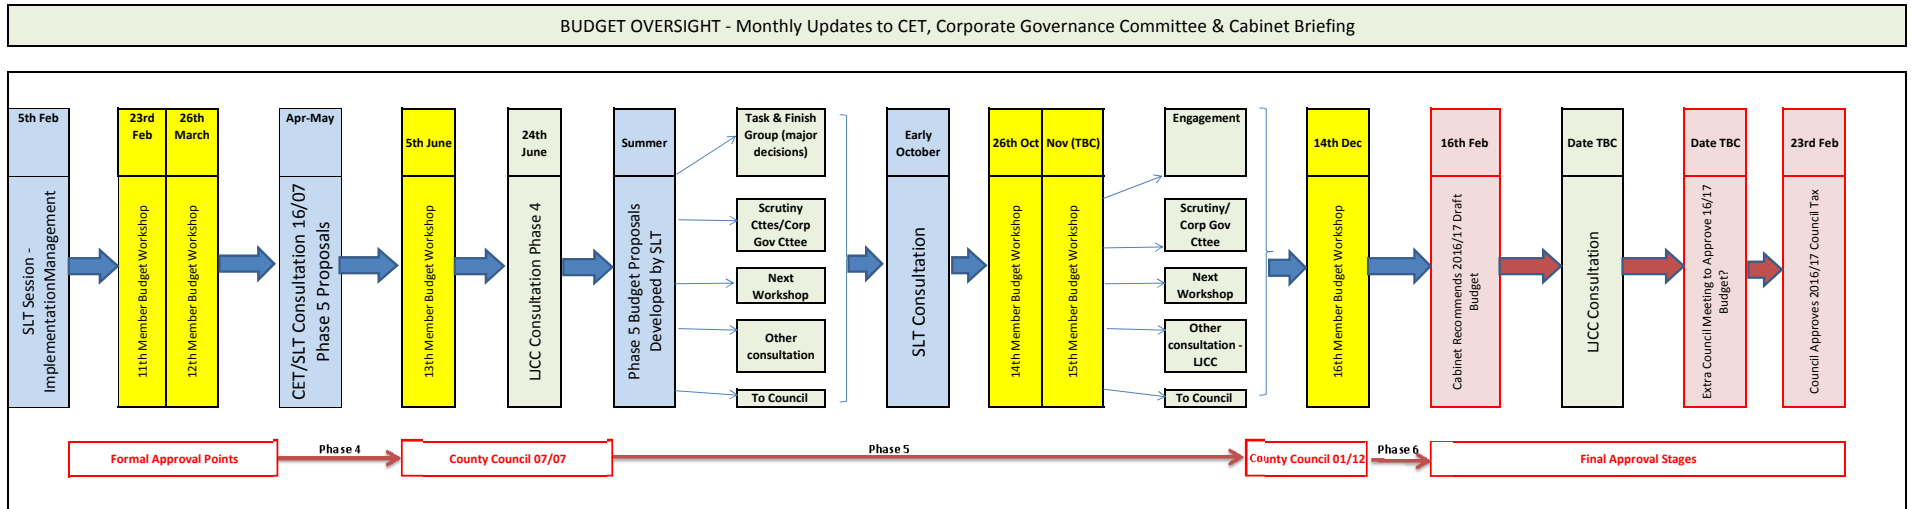 BUDGET OVERSIGHT - Monthly Updates to CET, Corporate Governance Committee & Cabinet Briefing
5th Feb
SLT Session -
ImplementationManagement
23rd
Feb
11th Member Budget Workshop
26th
March
12th Member Budget Workshop
Apr-May
CET/SLT Consultation 16/07
Phase 5 Proposals
5th June
13th Member Budget Workshop
24th
June
LJCC Consultation Phase 4
Summer
Phase 5 Budget Proposals
Developed by SLT
Task & Finish
Group (major
decisions)
Scrutiny
Cttes/Corp
Gov Cttee
Next
Workshop
Other
consultation
To Council
Early
October
SLT Consultation
26th Oct
14th Member Budget Workshop
Nov (TBC)
15th Member Budget Workshop
Engagement
Scrutiny/
Corp Gov
Cttee
Next
Workshop
Other
consultation -
LJCC
To Council
14th Dec
16th Member Budget Workshop
16th Feb
Cabinet Recommends 2016/17 Draft
Budget
Date TBC
LJCC Consultation
Date TBC
Extra Council Meeting to Approve 16/17
Budget?
23rd Feb
Council Approves 2016/17 Council Tax
Formal Approval Points
Phase 4
County Council 07/07
Phase 5
County Council 01/12
Phase 6
Final Approval Stages